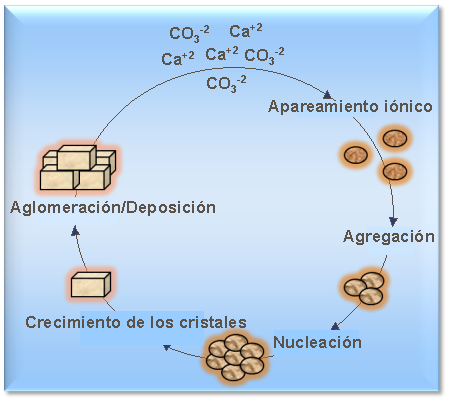 CO₃⁻² Ca⁺²
Ca⁺² Ca⁺² CO₃⁻²
CO₃⁻²
Apareamiento iónico
Agregación
Nucleación
Crecimiento de los cristales
Aglomeración/Deposición